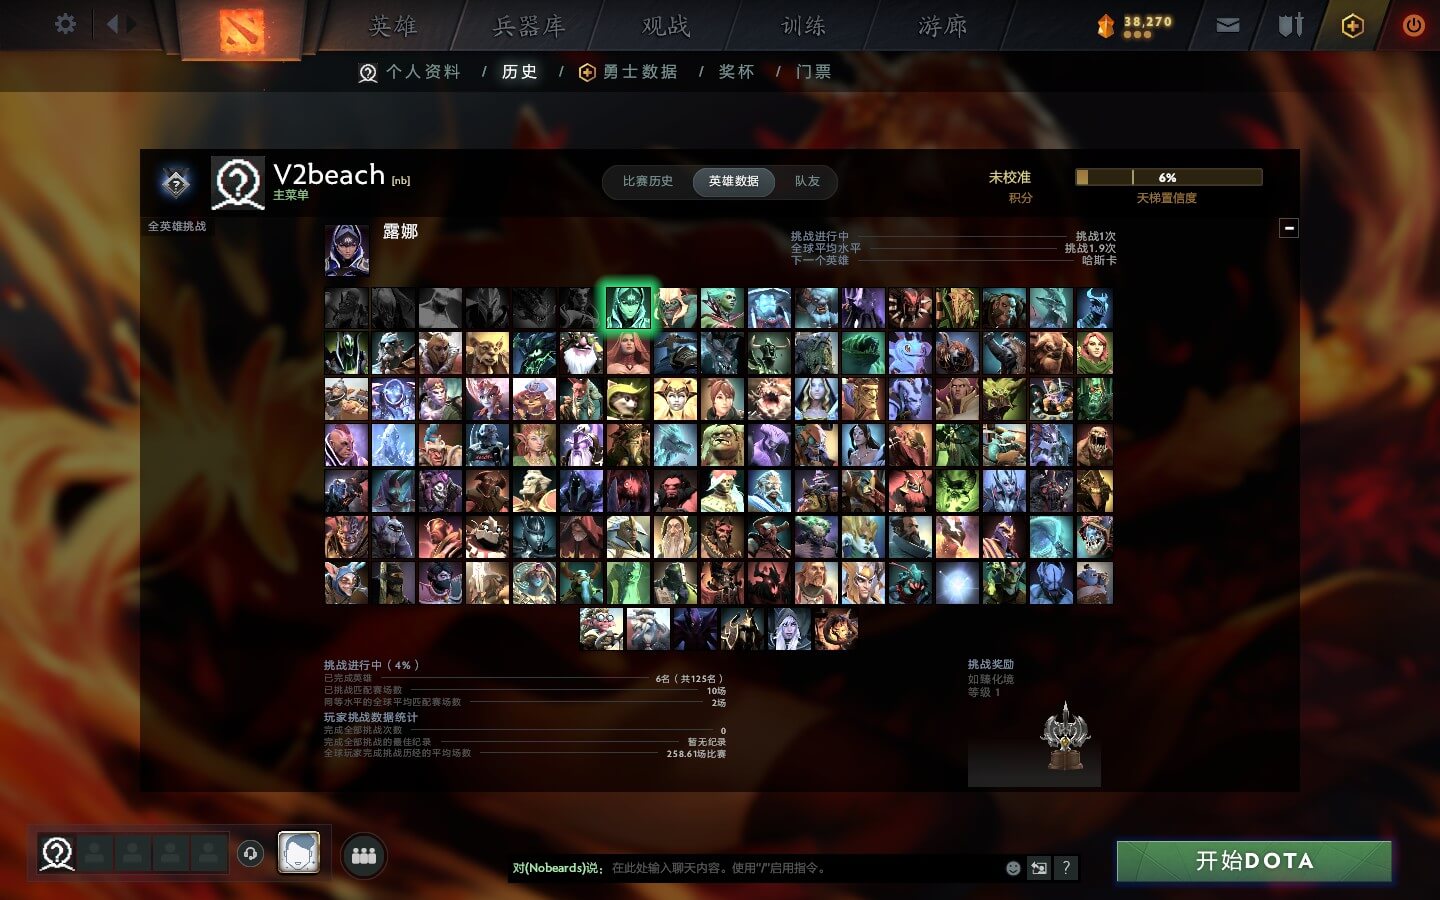 英雄
兵器库
观战
训练
游廊
38,270
个人资料 / 历史 / 勇士数据 / 奖杯 / 门票
V2beach [nb]
主菜单
比赛历史
英雄数据
队友
未校准
积分
6%
天梯置信度
全英雄挑战
露娜
挑战进行中 挑战1次
全球平均水平 挑战1.9次
下一个英雄 哈斯卡
挑战进行中（4%）
已完成英雄 6名（共125名）
已挑战匹配赛场数 10场
同等水平的全球平均匹配赛场数 2场
玩家挑战数据统计
完成全部挑战次数 0
完成全部挑战的最佳纪录 暂无纪录
全球玩家完成挑战历经的平均场数 258.61场比赛
挑战奖励
如臻化境
等级 1
对(Nobeards)说： 在此处输入聊天内容。使用“/”启用指令。
?
开始DOTA